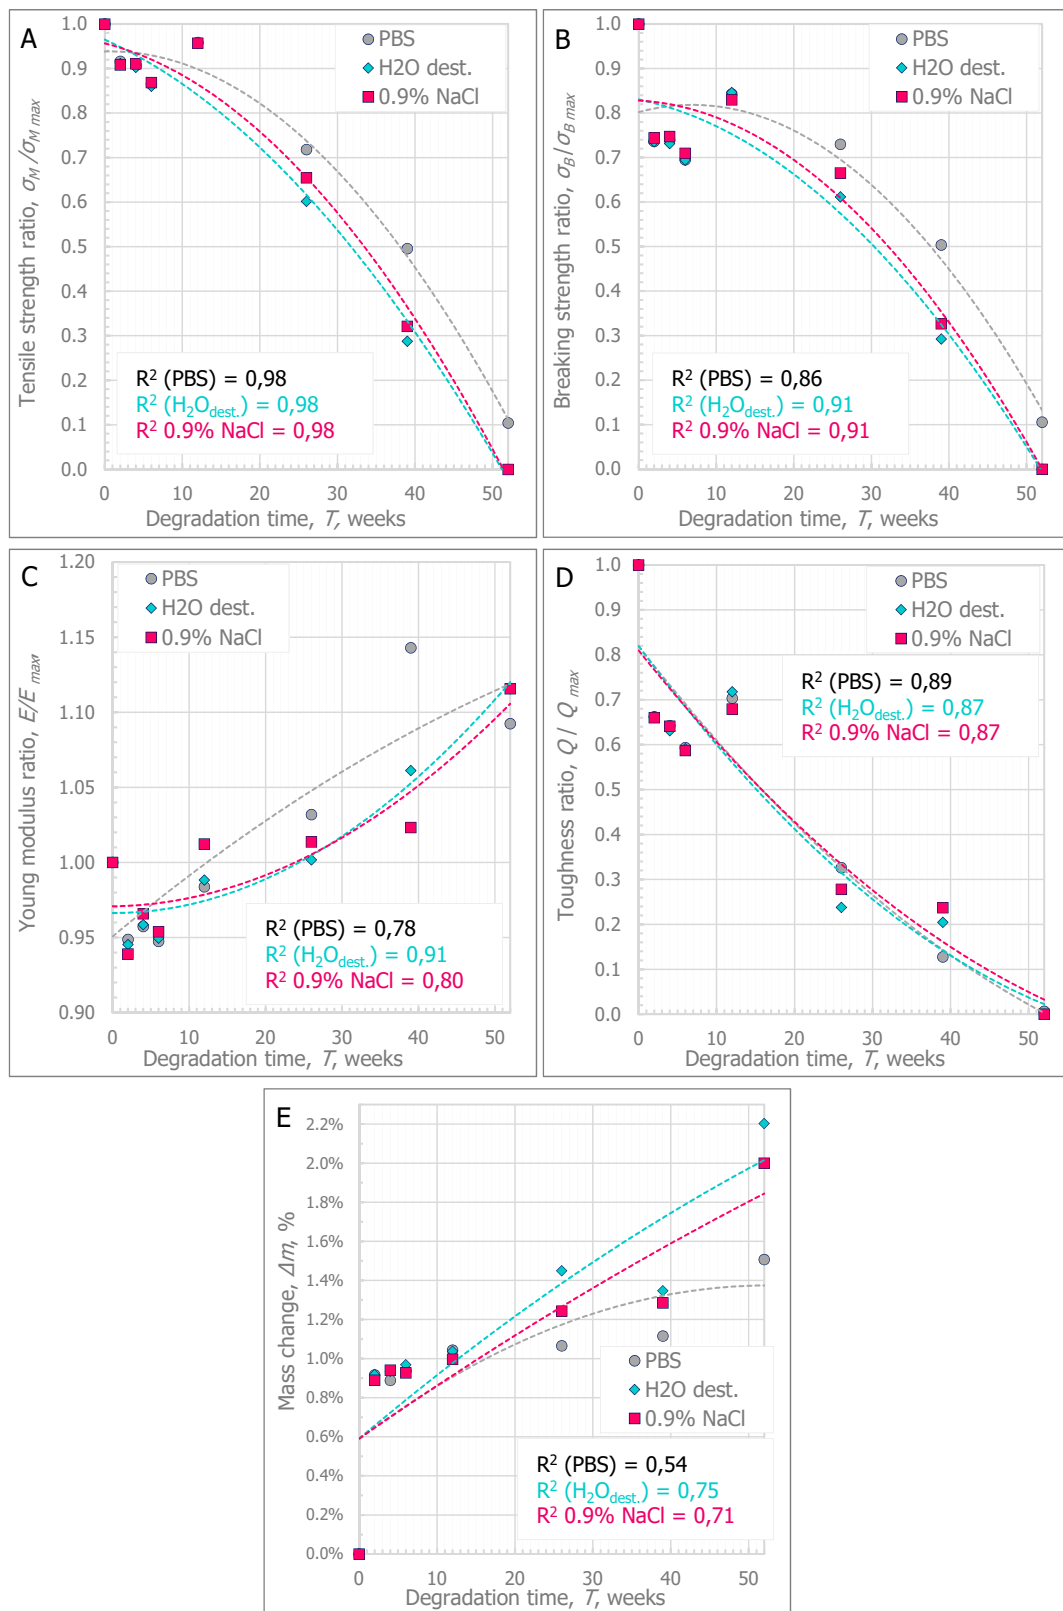 A
PBS
H2O dest.
0.9% NaCl
1.0
0.9
0.8
0.7
0.6
0.5
0.4
0.3
0.2
0.1
0.0
Tensile strength ratio, σM /σM max
R² (PBS) = 0,98
R² (H₂Odest.) = 0,98
R² 0.9% NaCl = 0,98
0 10 20 30 40 50
Degradation time, T, weeks
B
PBS
H2O dest.
0.9% NaCl
1.0
0.9
0.8
0.7
0.6
0.5
0.4
0.3
0.2
0.1
0.0
Breaking strength ratio, σB/σB max
R² (PBS) = 0,86
R² (H₂Odest.) = 0,91
R² 0.9% NaCl = 0,91
0 10 20 30 40 50
Degradation time, T, weeks
C
PBS
H2O dest.
0.9% NaCl
1.20
1.15
1.10
1.05
1.00
0.95
0.90
Young modulus ratio, E/E max,
R² (PBS) = 0,78
R² (H₂Odest.) = 0,91
R² 0.9% NaCl = 0,80
0 10 20 30 40 50
Degradation time, T, weeks
D
PBS
H2O dest.
0.9% NaCl
1.0
0.9
0.8
0.7
0.6
0.5
0.4
0.3
0.2
0.1
0.0
Toughness ratio, Q / Q max
R² (PBS) = 0,89
R² (H₂Odest.) = 0,87
R² 0.9% NaCl = 0,87
0 10 20 30 40 50
Degradation time, T, weeks
E
2.2%
2.0%
1.8%
1.6%
1.4%
1.2%
1.0%
0.8%
0.6%
0.4%
0.2%
0.0%
Mass change, Δm, %
PBS
H2O dest.
0.9% NaCl
R² (PBS) = 0,54
R² (H₂Odest.) = 0,75
R² 0.9% NaCl = 0,71
0 10 20 30 40 50
Degradation time, T, weeks